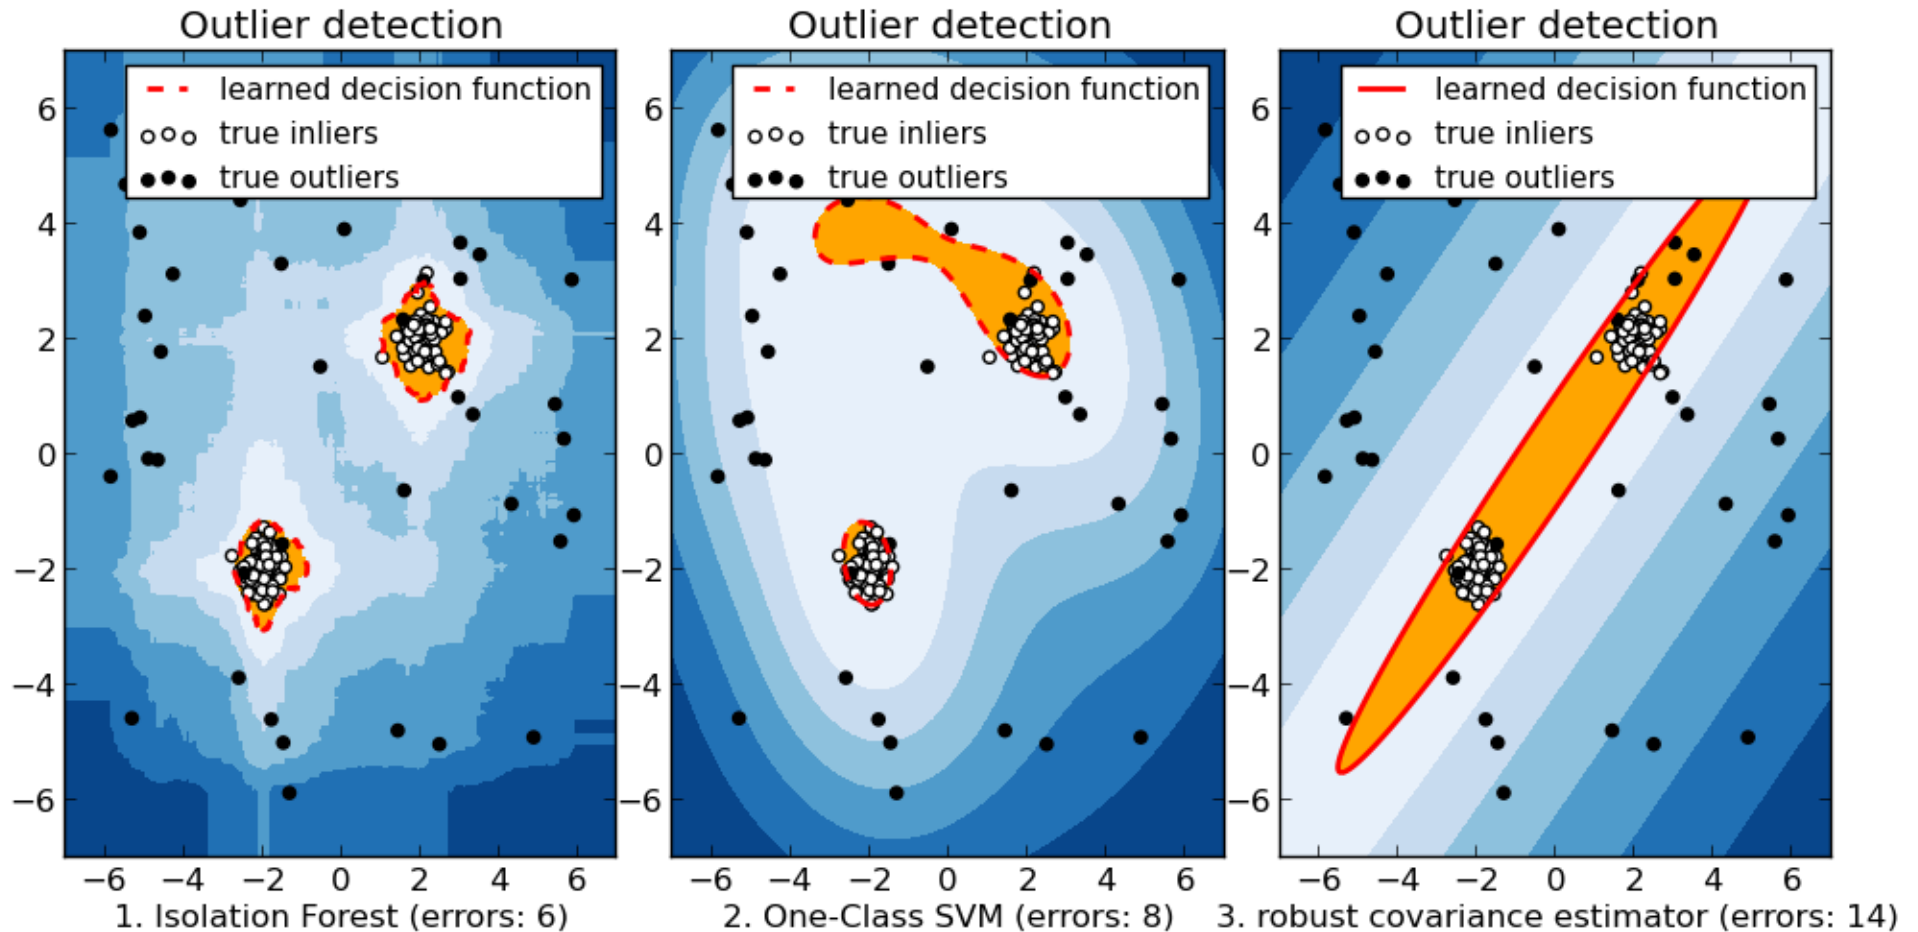 Outlier detection
learned decision function
true inliers
true outliers
6
4
2
0
−2
−4
−6
−6 −4 −2 0 2 4 6
1. Isolation Forest (errors: 6)
Outlier detection
learned decision function
true inliers
true outliers
6
4
2
0
−2
−4
−6
−6 −4 −2 0 2 4 6
2. One-Class SVM (errors: 8)
Outlier detection
learned decision function
true inliers
true outliers
6
4
2
0
−2
−4
−6
−6 −4 −2 0 2 4 6
3. robust covariance estimator (errors: 14)